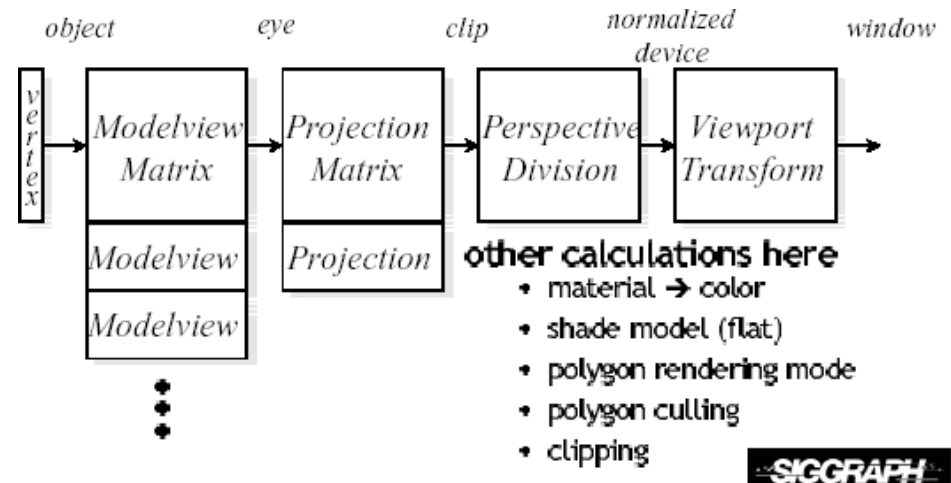 object
eye
clip
normalized
device
window
vertex
Modelview
Matrix
Projection
Matrix
Perspective
Division
Viewport
Transform
Modelview
Projection
Modelview
other calculations here
• material → color
• shade model (flat)
• polygon rendering mode
• polygon culling
• clipping
SIGGRAPH